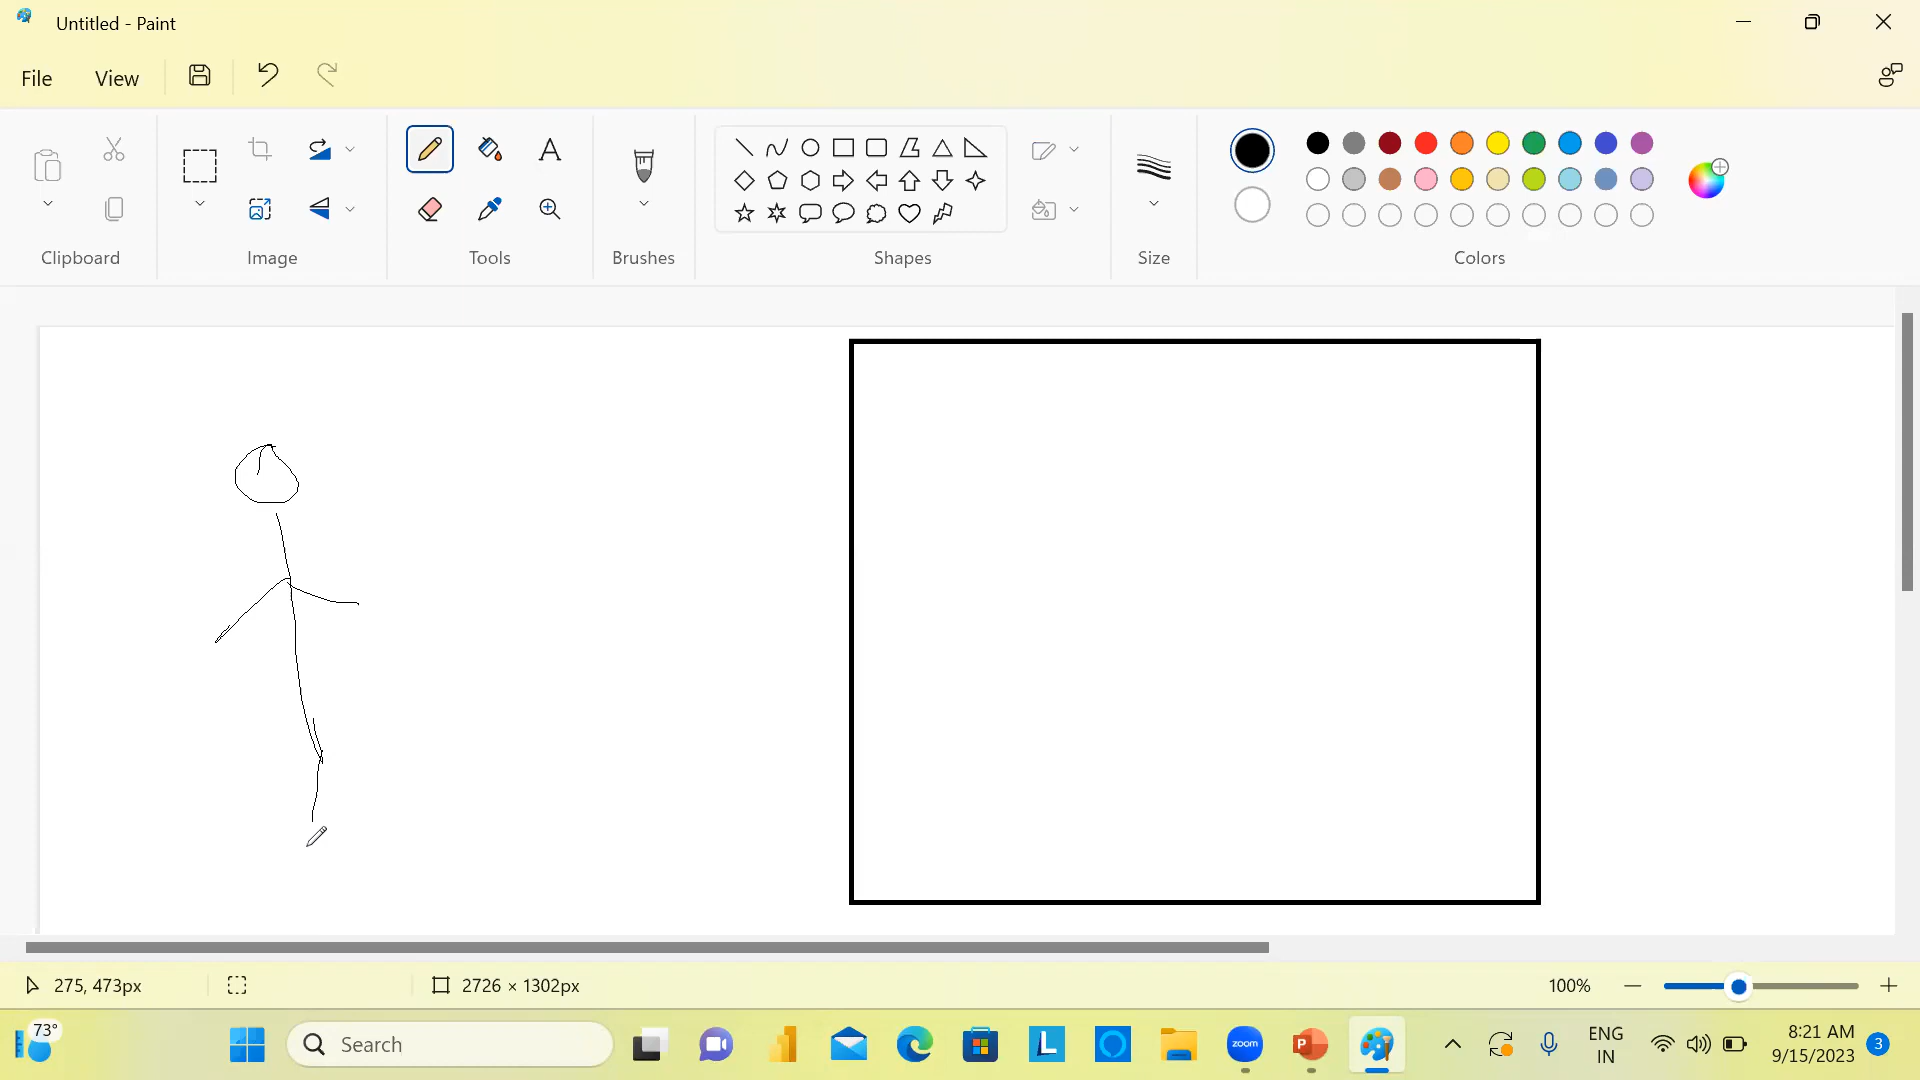 Untitled - Paint
File View
Clipboard Image Tools Brushes Shapes Size Colors
275, 473px 2726 × 1302px 100%
73° Search L zoom P ENG 8:21 AM 3
IN 9/15/2023